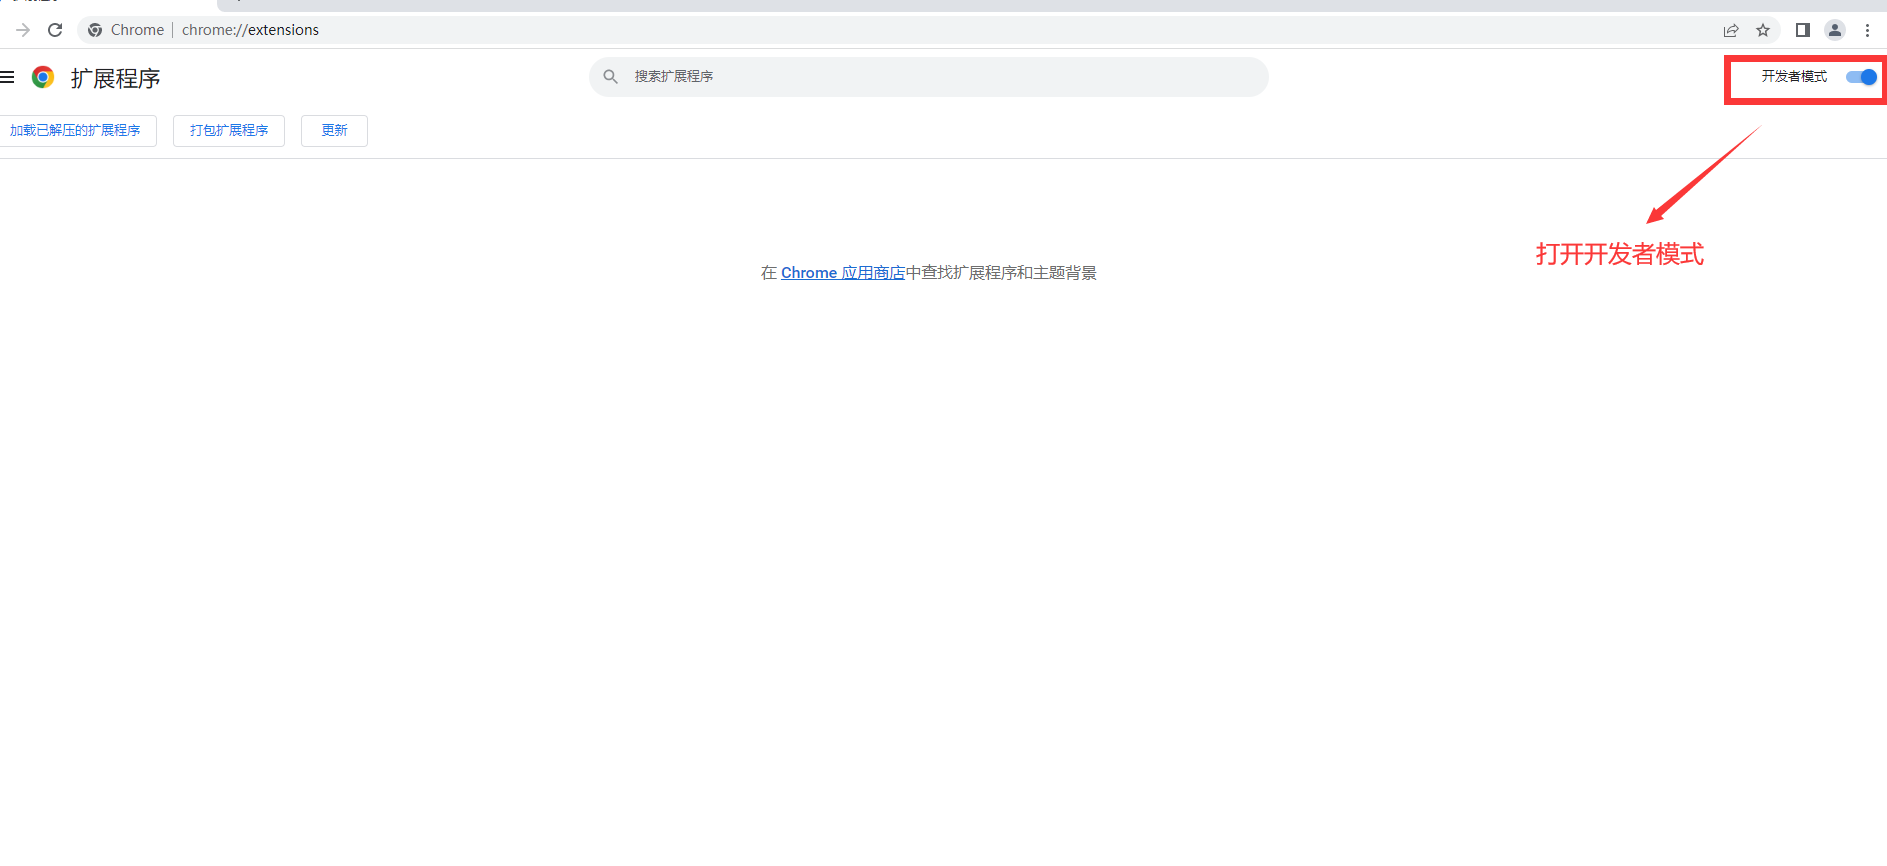 Chrome | chrome://extensions
扩展程序
搜索扩展程序
开发者模式
加载已解压的扩展程序
打包扩展程序
更新
打开开发者模式
在 Chrome 应用商店中查找扩展程序和主题背景